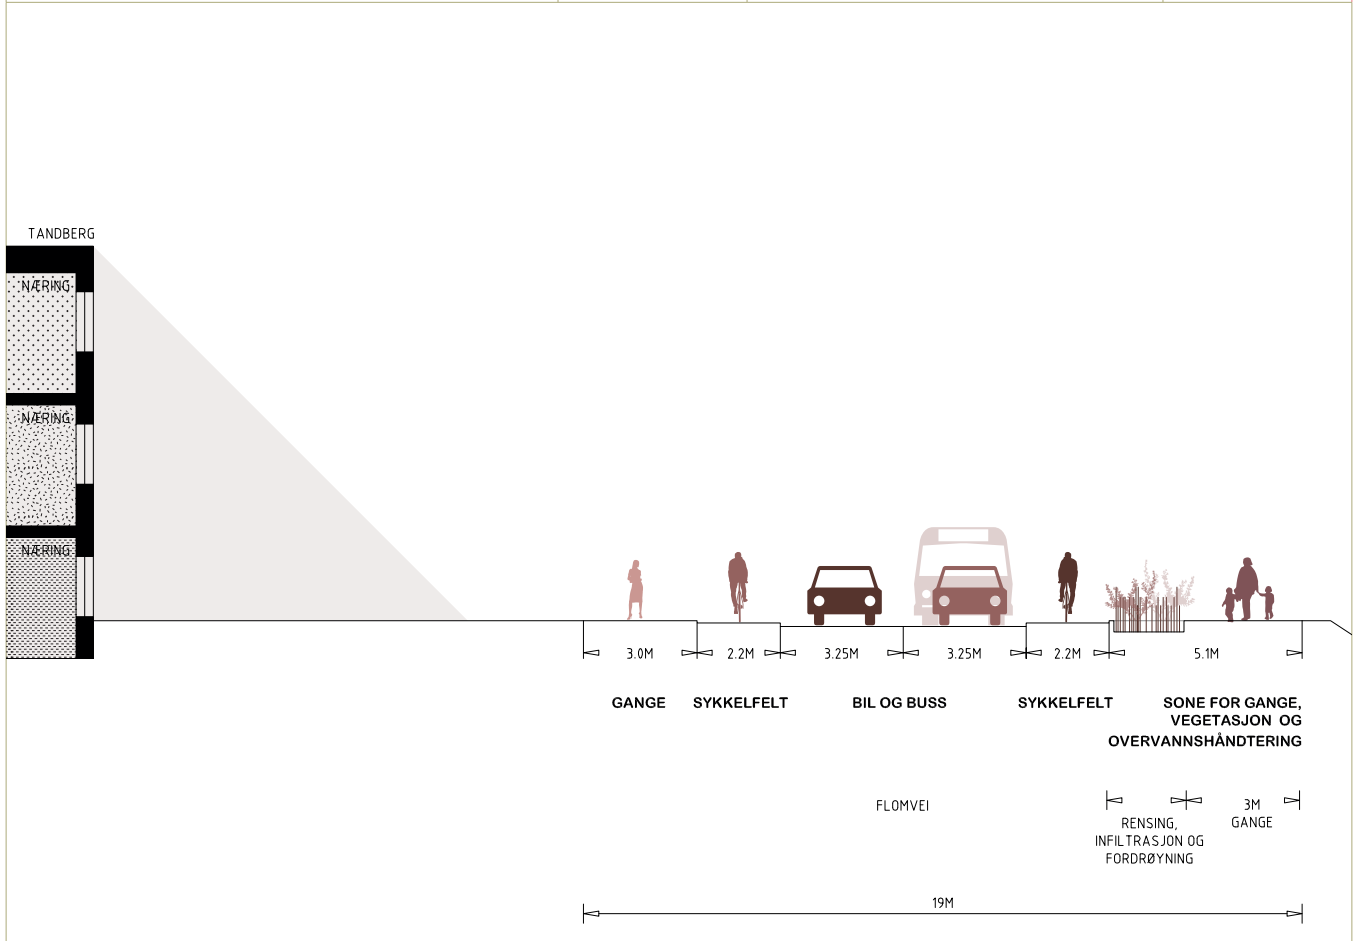 TANDBERG
NÆRING
NÆRING
NÆRING
3.0M 2.2M 3.25M 3.25M 2.2M 5.1M
GANGE SYKKELFELT BIL OG BUSS SYKKELFELT SONE FOR GANGE,
VEGETASJON OG
OVERVANNSHÅNDTERING
FLOMVEI
3M
GANGE
RENSING,
INFILTRASJON OG
FORDRØYNING
19M